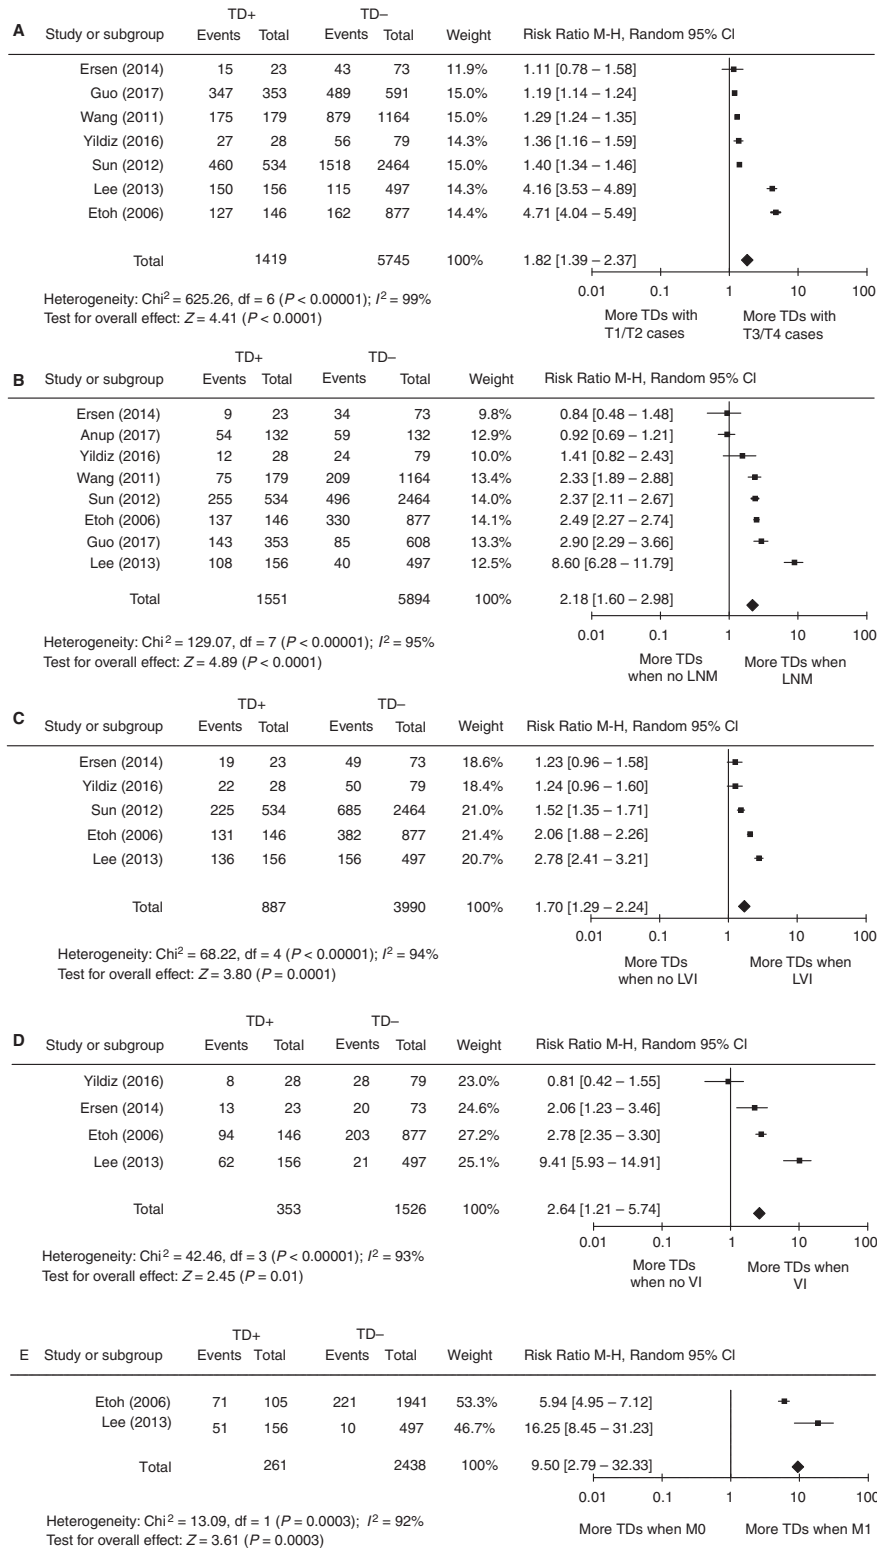 TD+ TD–
A Study or subgroup Events Total Events Total Weight Risk Ratio M-H, Random 95% CI
Ersen (2014) 15 23 43 73 11.9% 1.11 [0.78 – 1.58]
Guo (2017) 347 353 489 591 15.0% 1.19 [1.14 – 1.24]
Wang (2011) 175 179 879 1164 15.0% 1.29 [1.24 – 1.35]
Yildiz (2016) 27 28 56 79 14.3% 1.36 [1.16 – 1.59]
Sun (2012) 460 534 1518 2464 15.0% 1.40 [1.34 – 1.46]
Lee (2013) 150 156 115 497 14.3% 4.16 [3.53 – 4.89]
Etoh (2006) 127 146 162 877 14.4% 4.71 [4.04 – 5.49]
Total 1419 5745 100% 1.82 [1.39 – 2.37]
0.01 0.1 1 10 100
Heterogeneity: Chi² = 625.26, df = 6 (P < 0.00001); I² = 99%
Test for overall effect: Z = 4.41 (P < 0.0001)
More TDs with More TDs with
T1/T2 cases T3/T4 cases
TD+ TD–
B Study or subgroup Events Total Events Total Weight Risk Ratio M-H, Random 95% CI
Ersen (2014) 9 23 34 73 9.8% 0.84 [0.48 – 1.48]
Anup (2017) 54 132 59 132 12.9% 0.92 [0.69 – 1.21]
Yildiz (2016) 12 28 24 79 10.0% 1.41 [0.82 – 2.43]
Wang (2011) 75 179 209 1164 13.4% 2.33 [1.89 – 2.88]
Sun (2012) 255 534 496 2464 14.0% 2.37 [2.11 – 2.67]
Etoh (2006) 137 146 330 877 14.1% 2.49 [2.27 – 2.74]
Guo (2017) 143 353 85 608 13.3% 2.90 [2.29 – 3.66]
Lee (2013) 108 156 40 497 12.5% 8.60 [6.28 – 11.79]
Total 1551 5894 100% 2.18 [1.60 – 2.98]
0.01 0.1 1 10 100
Heterogeneity: Chi² = 129.07, df = 7 (P < 0.00001); I² = 95%
Test for overall effect: Z = 4.89 (P < 0.0001)
More TDs More TDs when
when no LNM LNM
TD+ TD–
C Study or subgroup Events Total Events Total Weight Risk Ratio M-H, Random 95% CI
Ersen (2014) 19 23 49 73 18.6% 1.23 [0.96 – 1.58]
Yildiz (2016) 22 28 50 79 18.4% 1.24 [0.96 – 1.60]
Sun (2012) 225 534 685 2464 21.0% 1.52 [1.35 – 1.71]
Etoh (2006) 131 146 382 877 21.4% 2.06 [1.88 – 2.26]
Lee (2013) 136 156 156 497 20.7% 2.78 [2.41 – 3.21]
Total 887 3990 100% 1.70 [1.29 – 2.24]
0.01 0.1 1 10 100
Heterogeneity: Chi² = 68.22, df = 4 (P < 0.00001); I² = 94%
Test for overall effect: Z = 3.80 (P = 0.0001)
More TDs More TDs when
when no LVI LVI
TD+ TD–
D Study or subgroup Events Total Events Total Weight Risk Ratio M-H, Random 95% CI
Yildiz (2016) 8 28 28 79 23.0% 0.81 [0.42 – 1.55]
Ersen (2014) 13 23 20 73 24.6% 2.06 [1.23 – 3.46]
Etoh (2006) 94 146 203 877 27.2% 2.78 [2.35 – 3.30]
Lee (2013) 62 156 21 497 25.1% 9.41 [5.93 – 14.91]
Total 353 1526 100% 2.64 [1.21 – 5.74]
0.01 0.1 1 10 100
Heterogeneity: Chi² = 42.46, df = 3 (P < 0.00001); I² = 93%
Test for overall effect: Z = 2.45 (P = 0.01)
More TDs More TDs when
when no VI VI
TD+ TD–
E Study or subgroup Events Total Events Total Weight Risk Ratio M-H, Random 95% CI
Etoh (2006) 71 105 221 1941 53.3% 5.94 [4.95 – 7.12]
Lee (2013) 51 156 10 497 46.7% 16.25 [8.45 – 31.23]
Total 261 2438 100% 9.50 [2.79 – 32.33]
0.01 0.1 1 10 100
Heterogeneity: Chi² = 13.09, df = 1 (P = 0.0003); I² = 92%
Test for overall effect: Z = 3.61 (P = 0.0003)
More TDs when M0 More TDs when M1